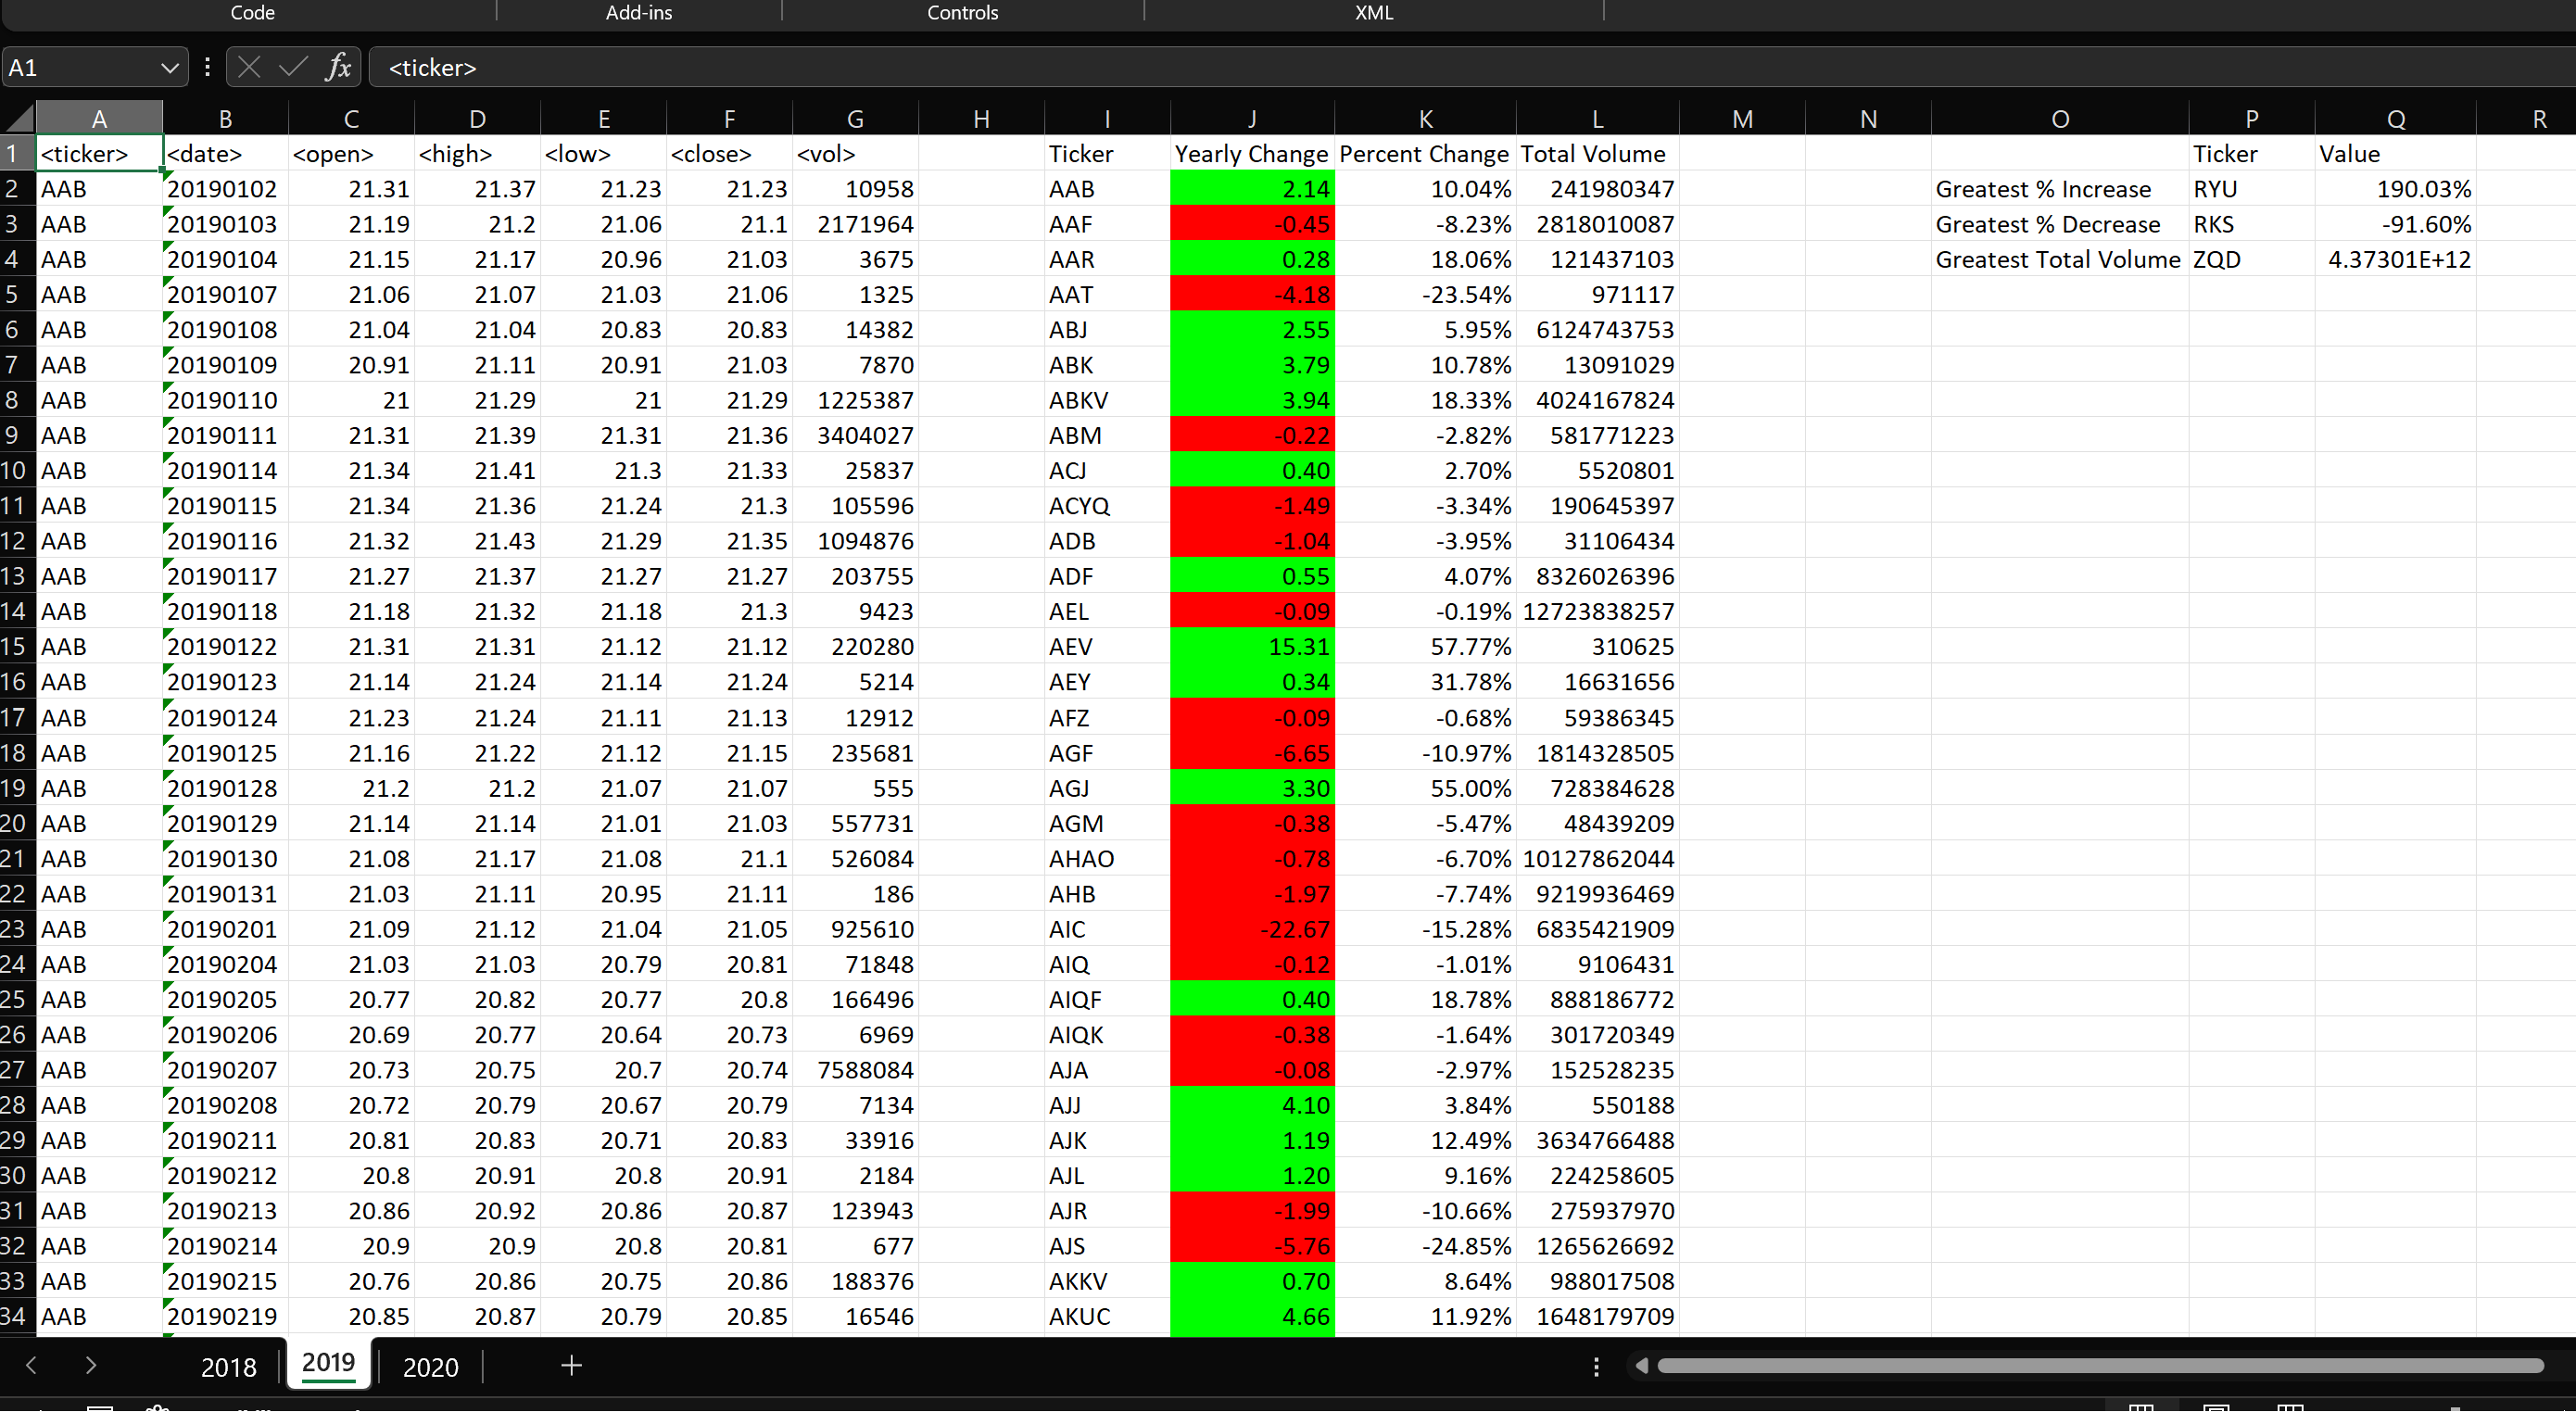 Code Add-ins Controls XML
A1 fx <ticker>
A B C D E F G H I J K L M N O P Q R
1 <ticker> <date> <open> <high> <low> <close> <vol> Ticker Yearly Change Percent Change Total Volume Ticker Value
2 AAB 20190102 21.31 21.37 21.23 21.23 10958 AAB 2.14 10.04% 241980347 Greatest % Increase RYU 190.03%
3 AAB 20190103 21.19 21.2 21.06 21.1 2171964 AAF -0.45 -8.23% 2818010087 Greatest % Decrease RKS -91.60%
4 AAB 20190104 21.15 21.17 20.96 21.03 3675 AAR 0.28 18.06% 121437103 Greatest Total Volume ZQD 4.37301E+12
5 AAB 20190107 21.06 21.07 21.03 21.06 1325 AAT -4.18 -23.54% 971117
6 AAB 20190108 21.04 21.04 20.83 20.83 14382 ABJ 2.55 5.95% 6124743753
7 AAB 20190109 20.91 21.11 20.91 21.03 7870 ABK 3.79 10.78% 13091029
8 AAB 20190110 21 21.29 21 21.29 1225387 ABKV 3.94 18.33% 4024167824
9 AAB 20190111 21.31 21.39 21.31 21.36 3404027 ABM -0.22 -2.82% 581771223
10 AAB 20190114 21.34 21.41 21.3 21.33 25837 ACJ 0.40 2.70% 5520801
11 AAB 20190115 21.34 21.36 21.24 21.3 105596 ACYQ -1.49 -3.34% 190645397
12 AAB 20190116 21.32 21.43 21.29 21.35 1094876 ADB -1.04 -3.95% 31106434
13 AAB 20190117 21.27 21.37 21.27 21.27 203755 ADF 0.55 4.07% 8326026396
14 AAB 20190118 21.18 21.32 21.18 21.3 9423 AEL -0.09 -0.19% 12723838257
15 AAB 20190122 21.31 21.31 21.12 21.12 220280 AEV 15.31 57.77% 310625
16 AAB 20190123 21.14 21.24 21.14 21.24 5214 AEY 0.34 31.78% 16631656
17 AAB 20190124 21.23 21.24 21.11 21.13 12912 AFZ -0.09 -0.68% 59386345
18 AAB 20190125 21.16 21.22 21.12 21.15 235681 AGF -6.65 -10.97% 1814328505
19 AAB 20190128 21.2 21.2 21.07 21.07 555 AGJ 3.30 55.00% 728384628
20 AAB 20190129 21.14 21.14 21.01 21.03 557731 AGM -0.38 -5.47% 48439209
21 AAB 20190130 21.08 21.17 21.08 21.1 526084 AHAO -0.78 -6.70% 10127862044
22 AAB 20190131 21.03 21.11 20.95 21.11 186 AHB -1.97 -7.74% 9219936469
23 AAB 20190201 21.09 21.12 21.04 21.05 925610 AIC -22.67 -15.28% 6835421909
24 AAB 20190204 21.03 21.03 20.79 20.81 71848 AIQ -0.12 -1.01% 9106431
25 AAB 20190205 20.77 20.82 20.77 20.8 166496 AIQF 0.40 18.78% 888186772
26 AAB 20190206 20.69 20.77 20.64 20.73 6969 AIQK -0.38 -1.64% 301720349
27 AAB 20190207 20.73 20.75 20.7 20.74 7588084 AJA -0.08 -2.97% 152528235
28 AAB 20190208 20.72 20.79 20.67 20.79 7134 AJJ 4.10 3.84% 550188
29 AAB 20190211 20.81 20.83 20.71 20.83 33916 AJK 1.19 12.49% 3634766488
30 AAB 20190212 20.8 20.91 20.8 20.91 2184 AJL 1.20 9.16% 224258605
31 AAB 20190213 20.86 20.92 20.86 20.87 123943 AJR -1.99 -10.66% 275937970
32 AAB 20190214 20.9 20.9 20.8 20.81 677 AJS -5.76 -24.85% 1265626692
33 AAB 20190215 20.76 20.86 20.75 20.86 188376 AKKV 0.70 8.64% 988017508
34 AAB 20190219 20.85 20.87 20.79 20.85 16546 AKUC 4.66 11.92% 1648179709
2018 2019 2020 +